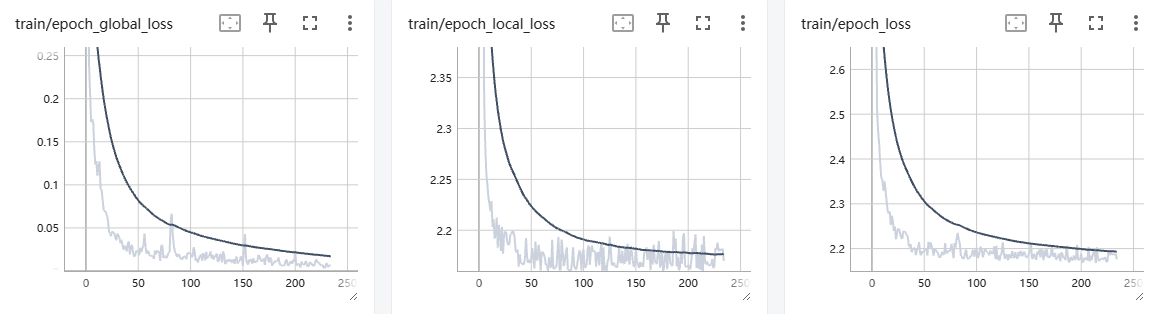 train/epoch_global_loss
0.25
0.2
0.15
0.1
0.05
0 50 100 150 200 250
train/epoch_local_loss
2.35
2.3
2.25
2.2
0 50 100 150 200 250
train/epoch_loss
2.6
2.5
2.4
2.3
2.2
0 50 100 150 200 250